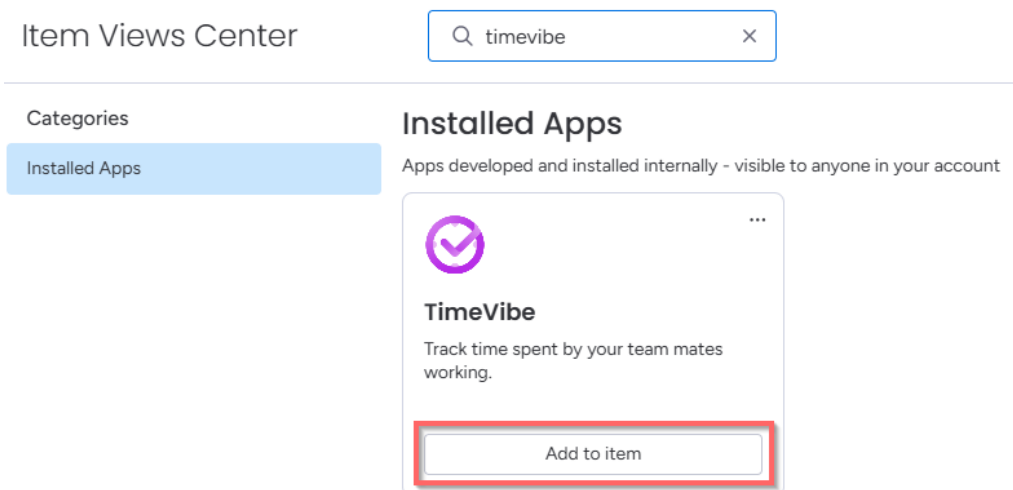 Item Views Center
timevibe
Categories
Installed Apps
Installed Apps
Apps developed and installed internally - visible to anyone in your account
TimeVibe
Track time spent by your team mates
working.
Add to item